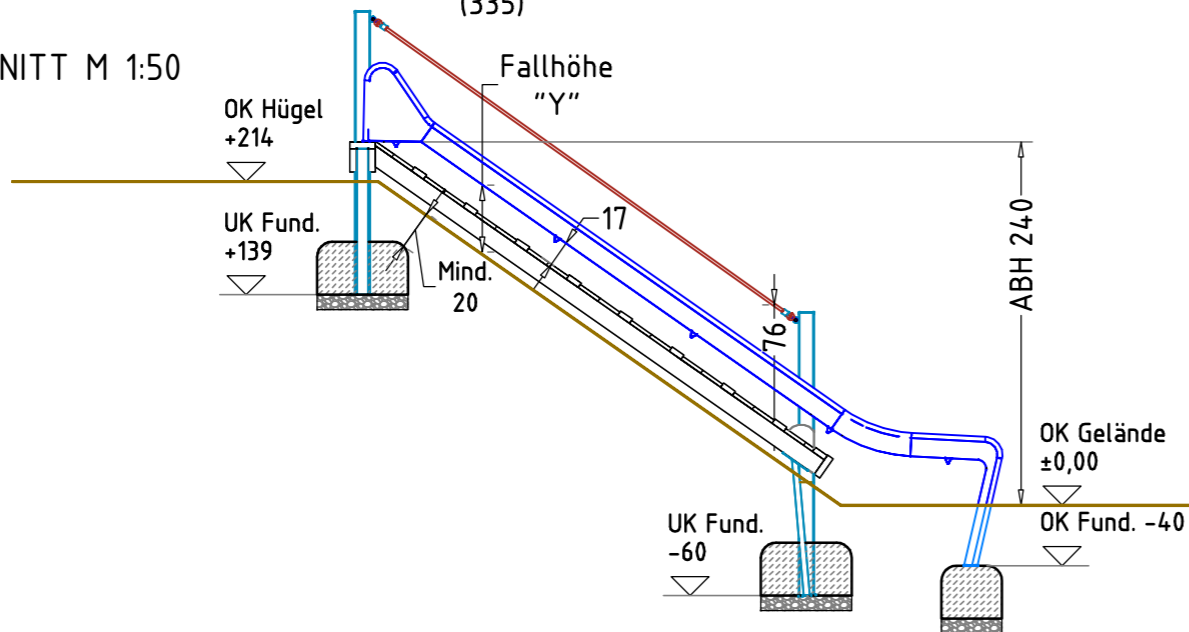 (335)
NITT M 1:50
Fallhöhe
"Y"
OK Hügel
+214
UK Fund.
+139
17
Mind.
20
ABH 240
76
OK Gelände
±0,00
UK Fund.
-60
OK Fund. -40